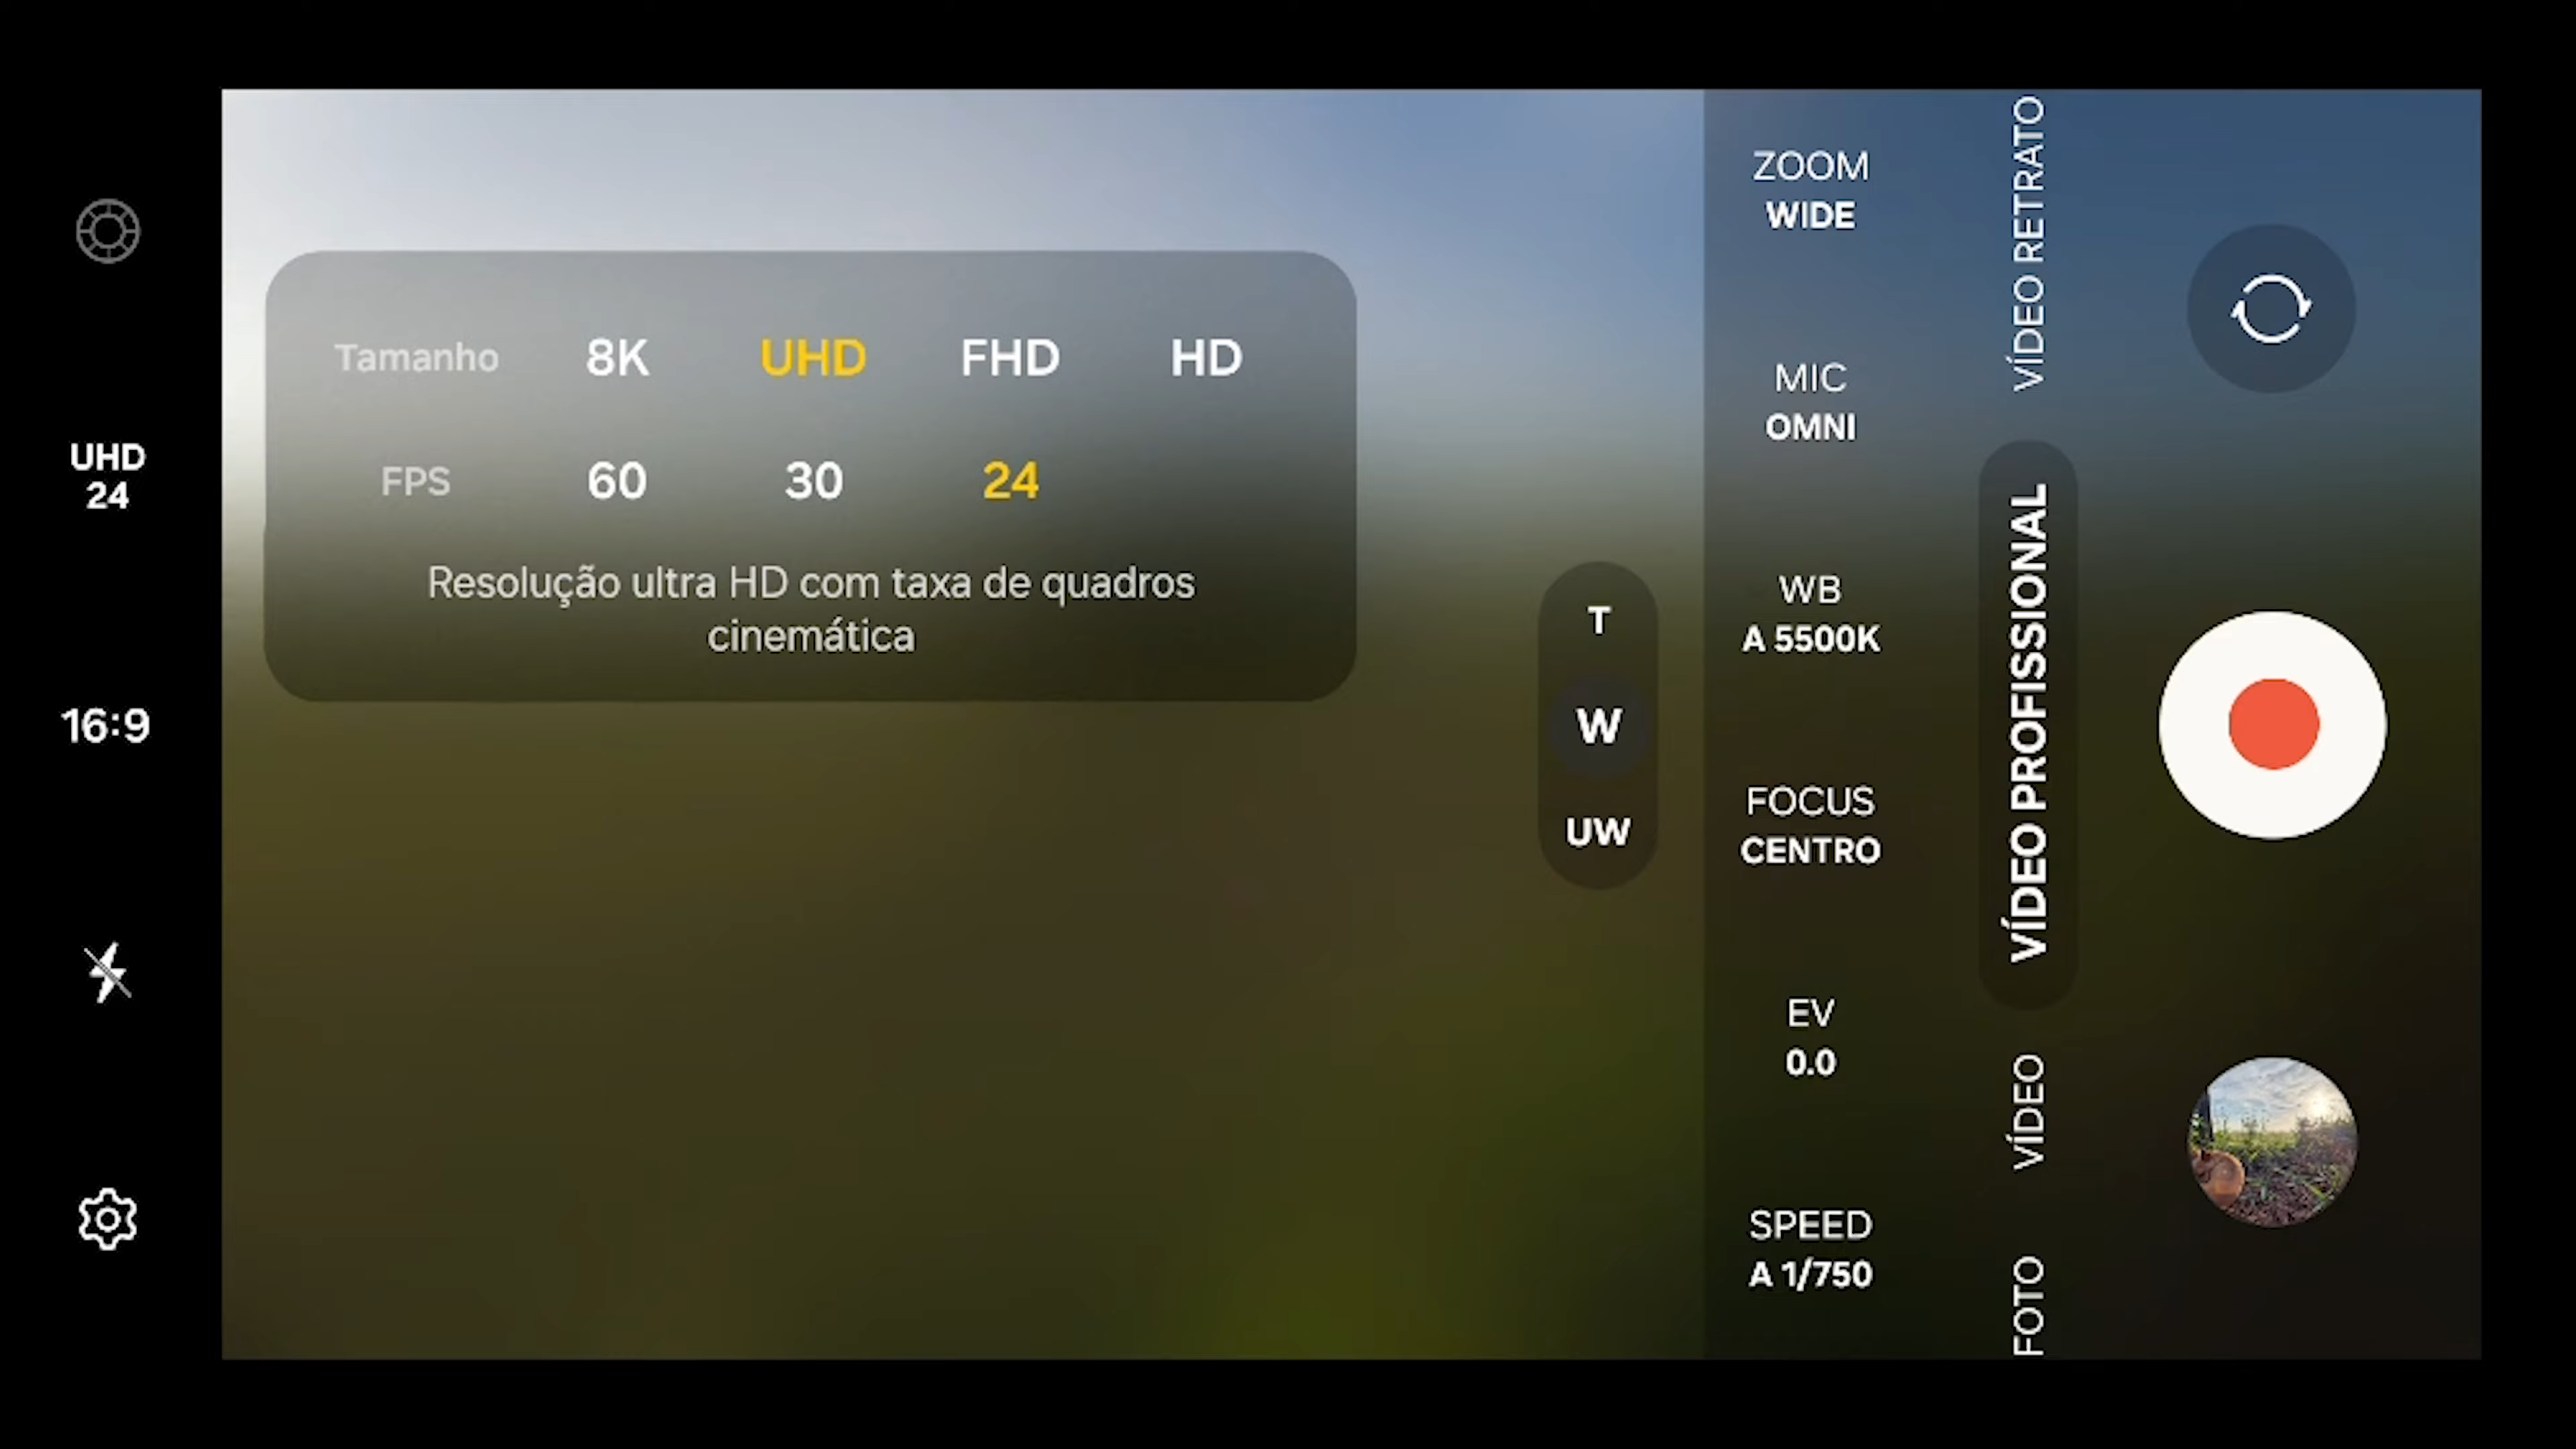 UHD
24
16:9
Tamanho 8K UHD FHD HD
FPS 60 30 24
Resolução ultra HD com taxa de quadros
cinemática
T
W
UW
ZOOM
WIDE
MIC
OMNI
WB
A 5500K
FOCUS
CENTRO
EV
0.0
SPEED
A 1/750
VÍDEO RETRATO
VÍDEO PROFISSIONAL
VÍDEO
FOTO